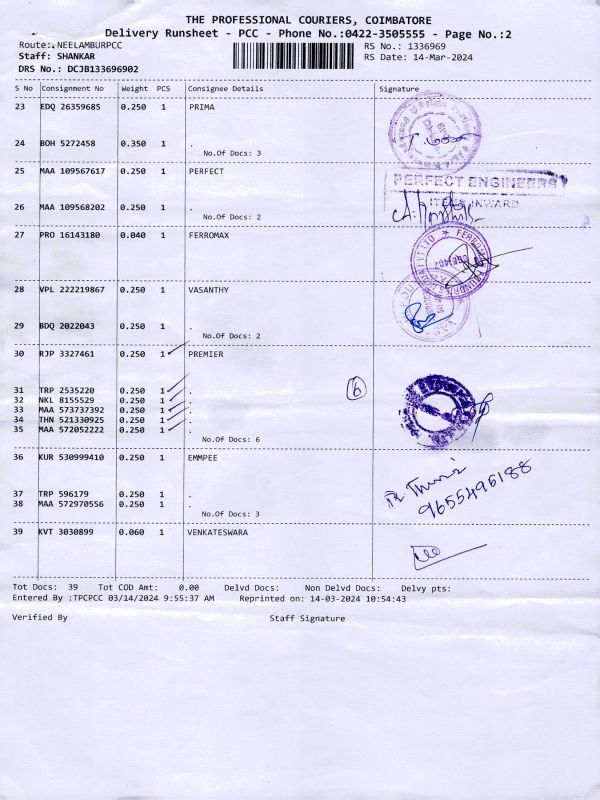 THE PROFESSIONAL COURIERS, COIMBATORE
Delivery Runsheet - PCC - Phone No.:0422-3505555 - Page No.:2
Route: NEELAMBURPCC RS No.: 1336969
Staff: SHANKAR RS Date: 14-Mar-2024
DRS No.: DCJB133696902
S No Consignment No Weight PCS Consignee Details Signature
23 EDQ 26359685 0.250 1 PRIMA
24 BOH 5272458 0.350 1 .
No.Of Docs: 3
25 MAA 109567617 0.250 1 PERFECT
PERFECT ENGINEERS
INWARD
26 MAA 109568202 0.250 1 .
No.Of Docs: 2
27 PRO 16143180 0.040 1 FERROMAX
28 VPL 222219867 0.250 1 VASANTHY
29 BDQ 2022043 0.250 1 .
No.Of Docs: 2
30 RJP 3327461 0.250 1 PREMIER
31 TRP 2535220 0.250 1 . 6
32 NKL 8155529 0.250 1 .
33 MAA 573737392 0.250 1 .
34 THN 521330925 0.250 1 .
35 MAA 572052222 0.250 1 .
No.Of Docs: 6
36 KUR 530999410 0.250 1 EMMPEE
37 TRP 596179 0.250 1 .
9655495188
38 MAA 572970556 0.250 1 .
No.Of Docs: 3
39 KVT 3030899 0.060 1 VENKATESWARA
Tot Docs: 39 Tot COD Amt: 0.00 Delvd Docs: Non Delvd Docs: Delvy pts:
Entered By :TPCPCC 03/14/2024 9:55:37 AM Reprinted on: 14-03-2024 10:54:43
Verified By Staff Signature